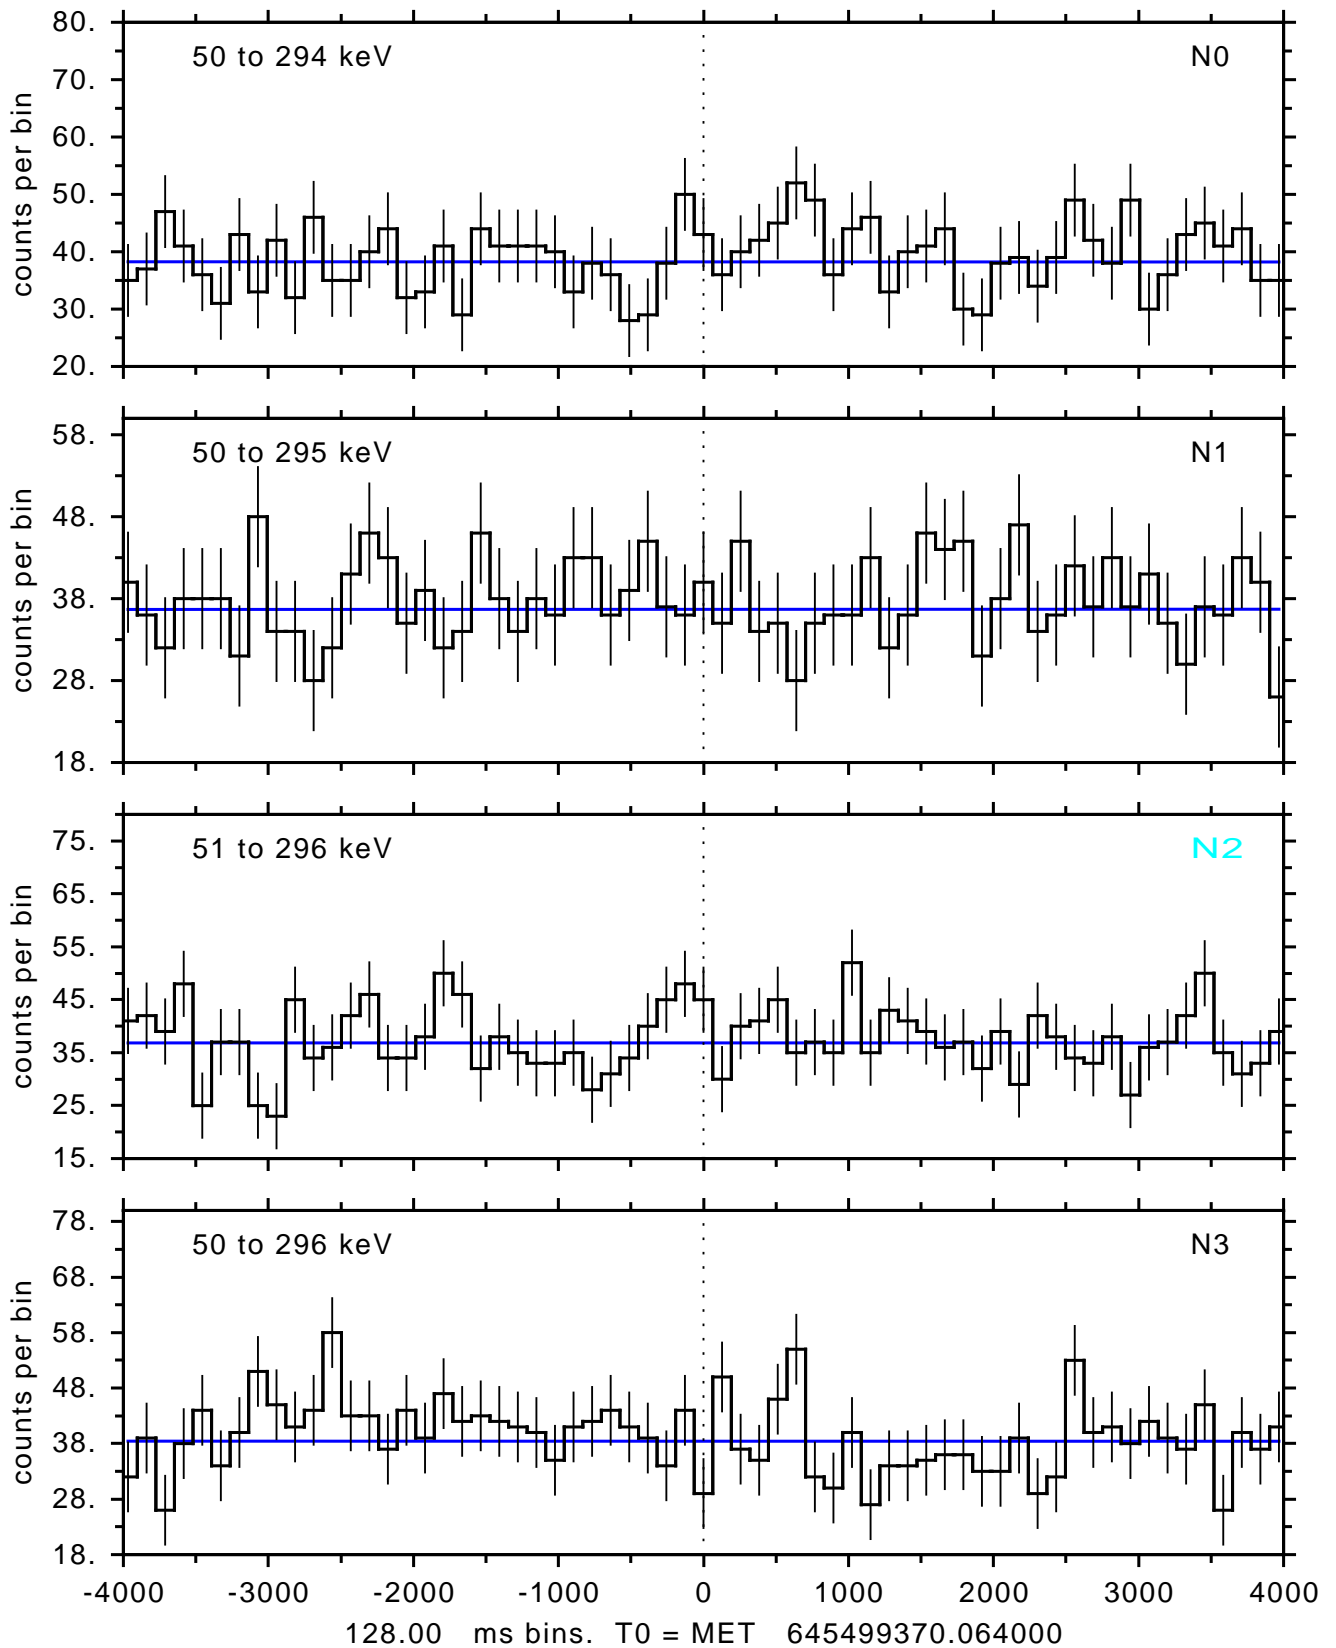 80.
50 to 294 keV N0
70.
60.
50.
40.
30.
20.
counts per bin
58.
50 to 295 keV N1
48.
38.
28.
18.
counts per bin
75.
51 to 296 keV N2
65.
55.
45.
35.
25.
15.
counts per bin
78.
50 to 296 keV N3
68.
58.
48.
38.
28.
18.
counts per bin
-4000 -3000 -2000 -1000 0 1000 2000 3000 4000
128.00 ms bins. T0 = MET 645499370.064000